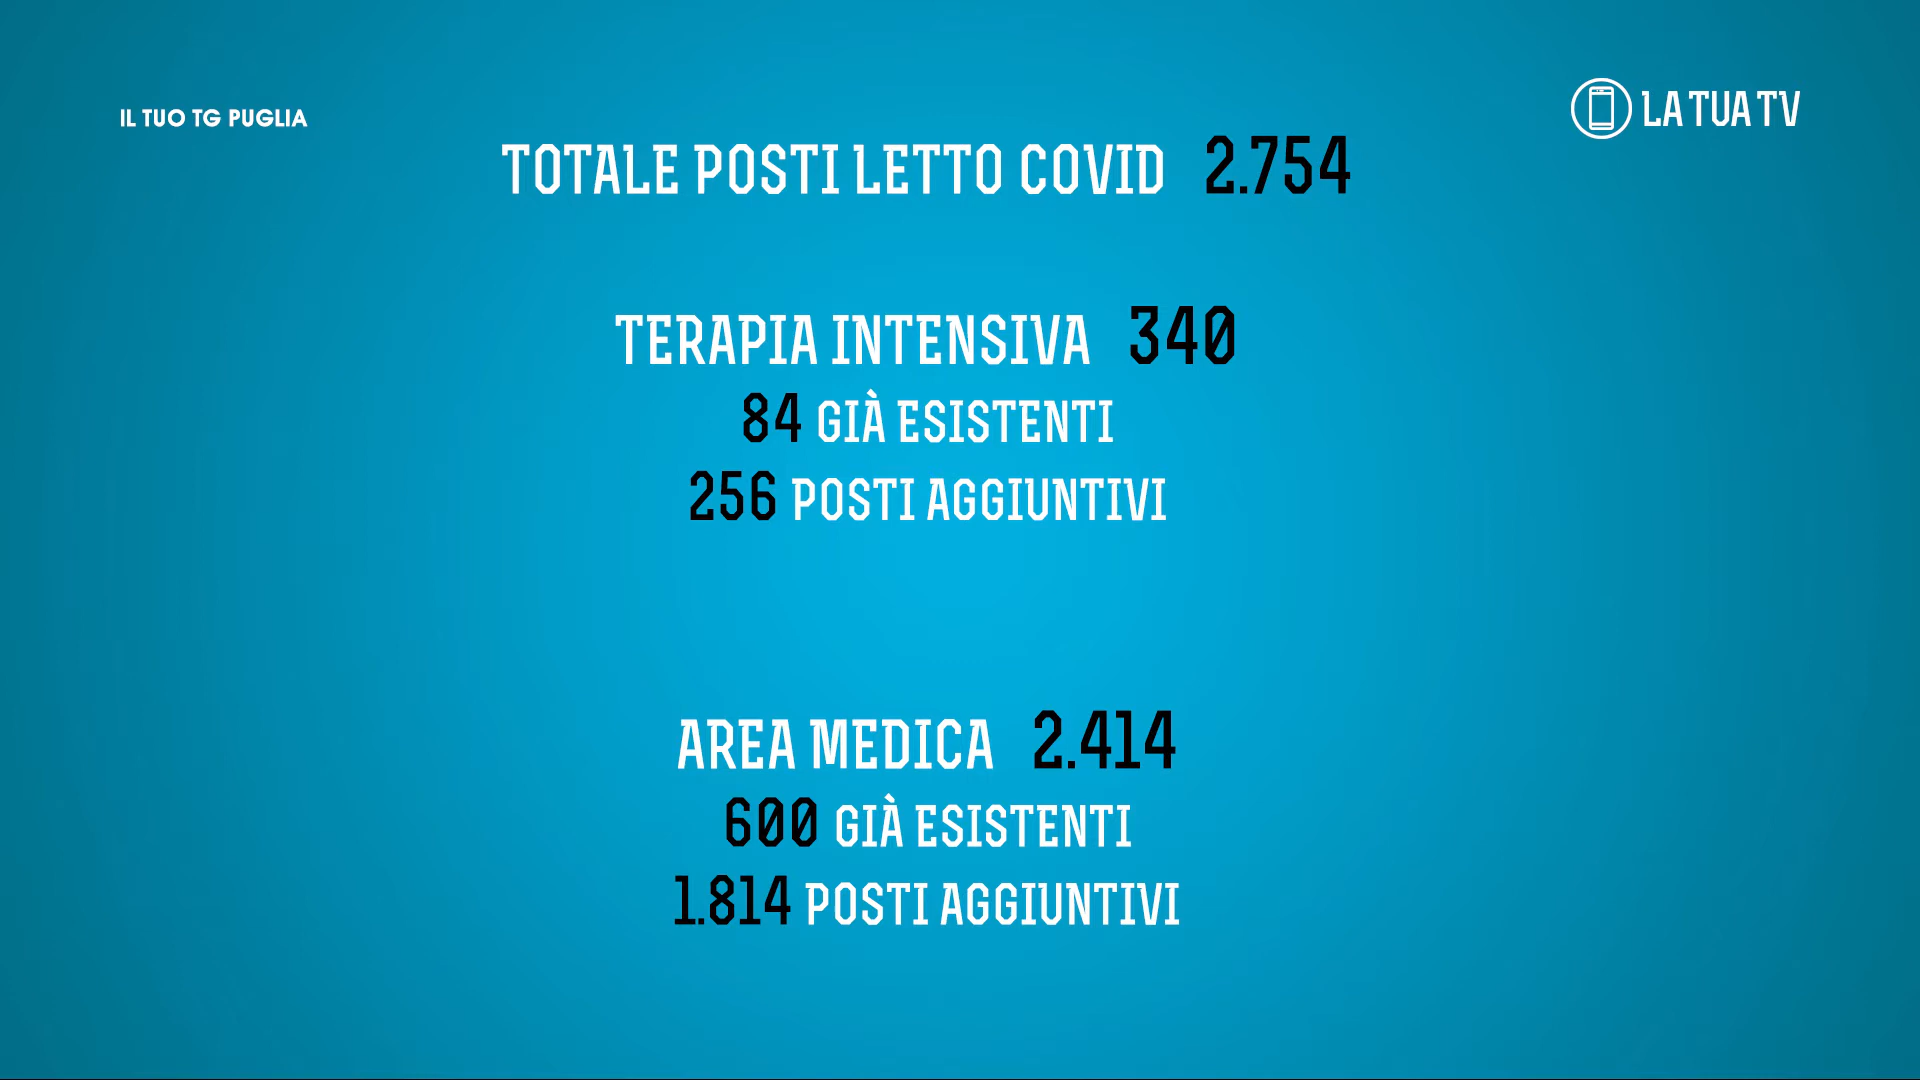 IL TUO TG PUGLIA
LA TUA TV
TOTALE POSTI LETTO COVID 2.754
TERAPIA INTENSIVA 340
84 GIÀ ESISTENTI
256 POSTI AGGIUNTIVI
AREA MEDICA 2.414
600 GIÀ ESISTENTI
1.814 POSTI AGGIUNTIVI